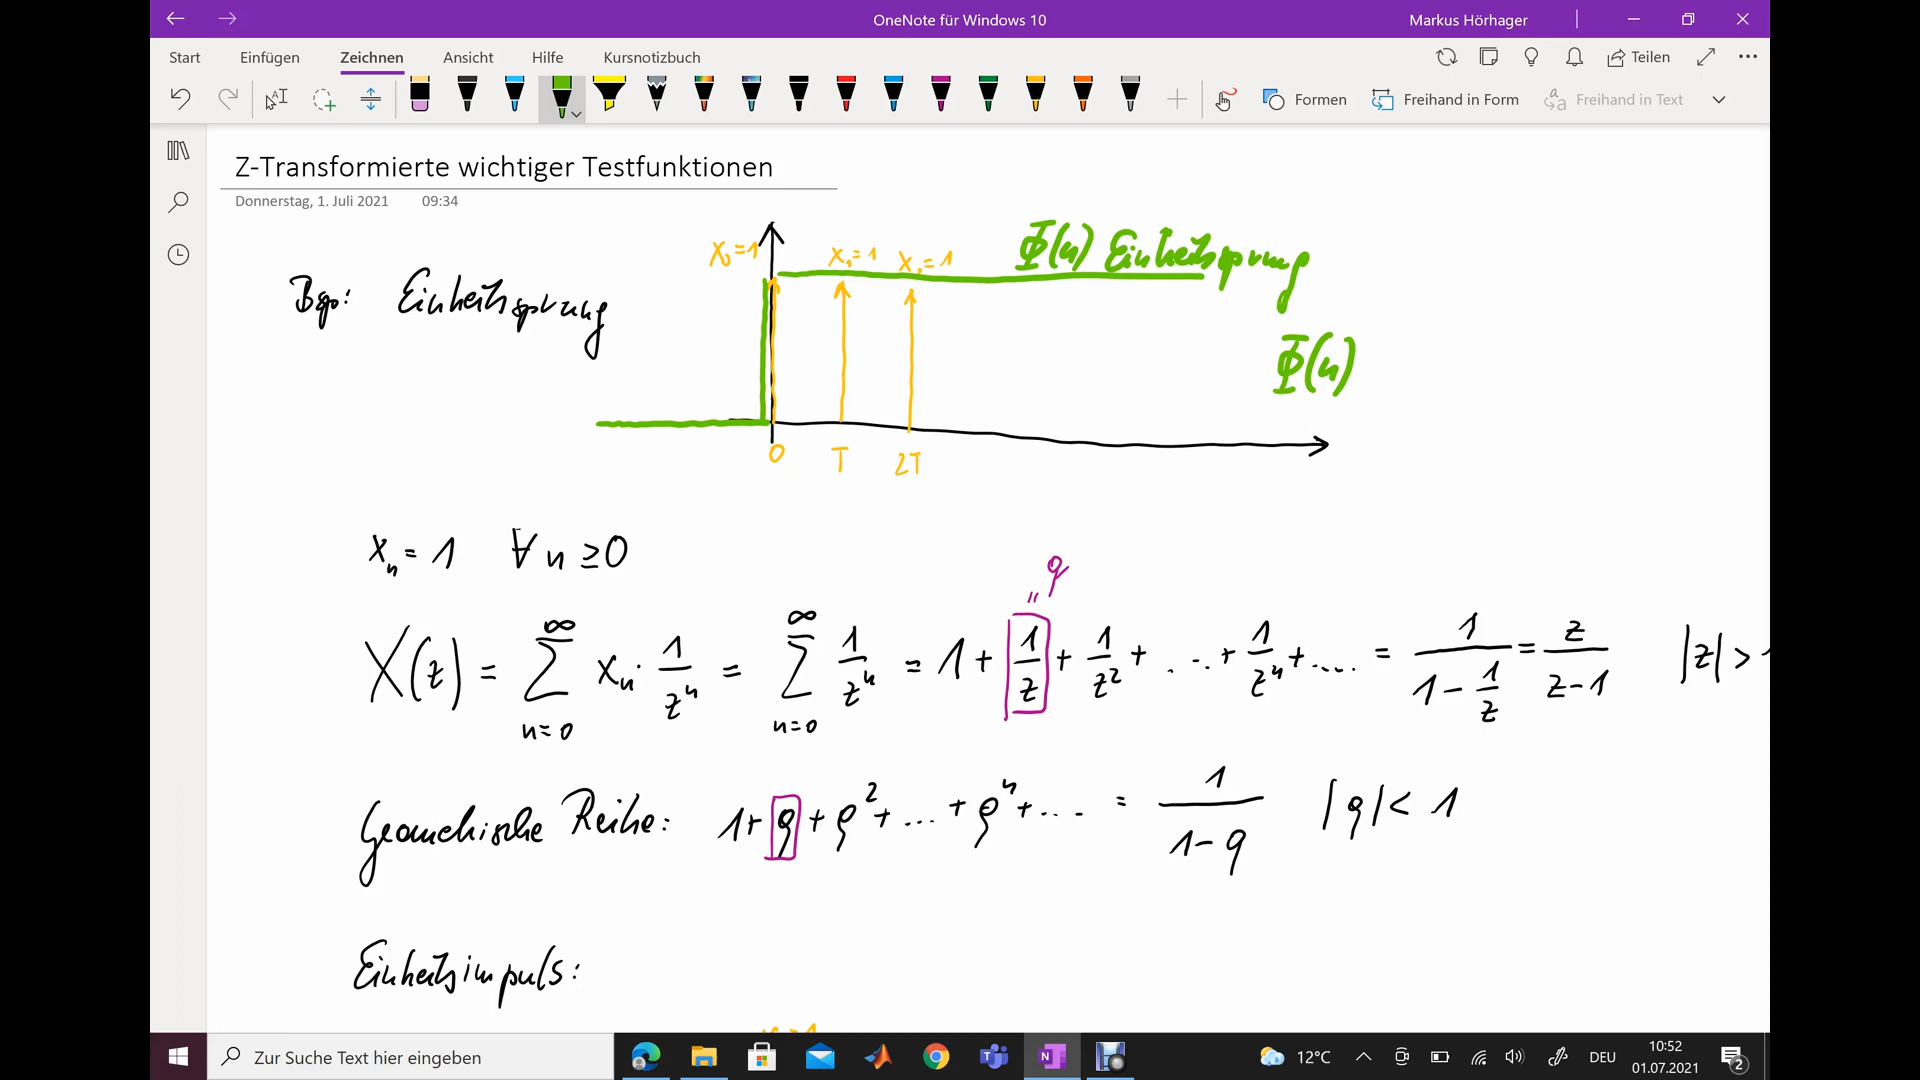 OneNote für Windows 10
Markus Hörhager
Start Einfügen Zeichnen Ansicht Hilfe Kursnotizbuch
Teilen
Formen Freihand in Form Freihand in Text
Z-Transformierte wichtiger Testfunktionen
Donnerstag, 1. Juli 2021 09:34
Bsp: Einheitssprung
x₀=1 x₁=1 x₂=1
Φ(n) Einheitssprung
Φ(n)
0 T 2T
xₙ = 1 ∀ n ≥ 0
" q
X(z) = ∑_{n=0}^{∞} xₙ · 1/zⁿ = ∑_{n=0}^{∞} 1/zⁿ = 1 + 1/z + 1/z² + ... + 1/zⁿ + .... = 1/(1 - 1/z) = z/(z-1) |z| >
Geometrische Reihe: 1 + q + q² + ... + qⁿ + .... = 1/(1-q) |q| < 1
Einheitsimpuls:
Zur Suche Text hier eingeben
12°C
DEU
10:52
01.07.2021
2